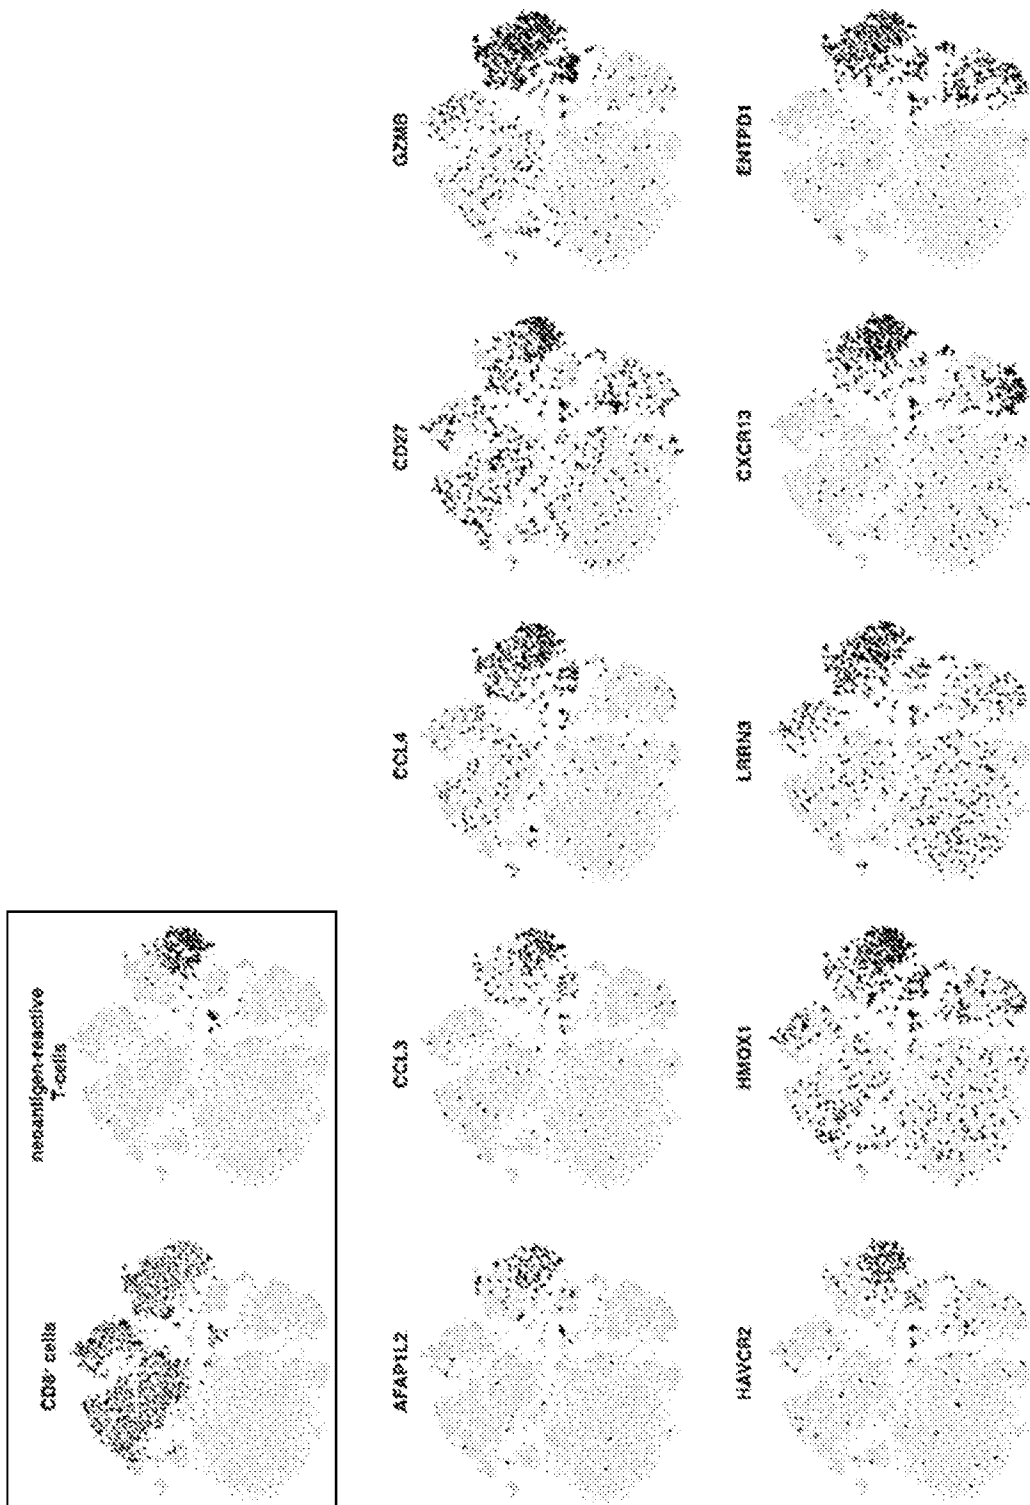 CD8⁺ cells
neoantigen-reactive
T-cells
AFAP1L2
CCL3
CCL4
CD27
GZMB
HAVCR2
HMOX1
LRRN3
CXCR13
ENTPD1